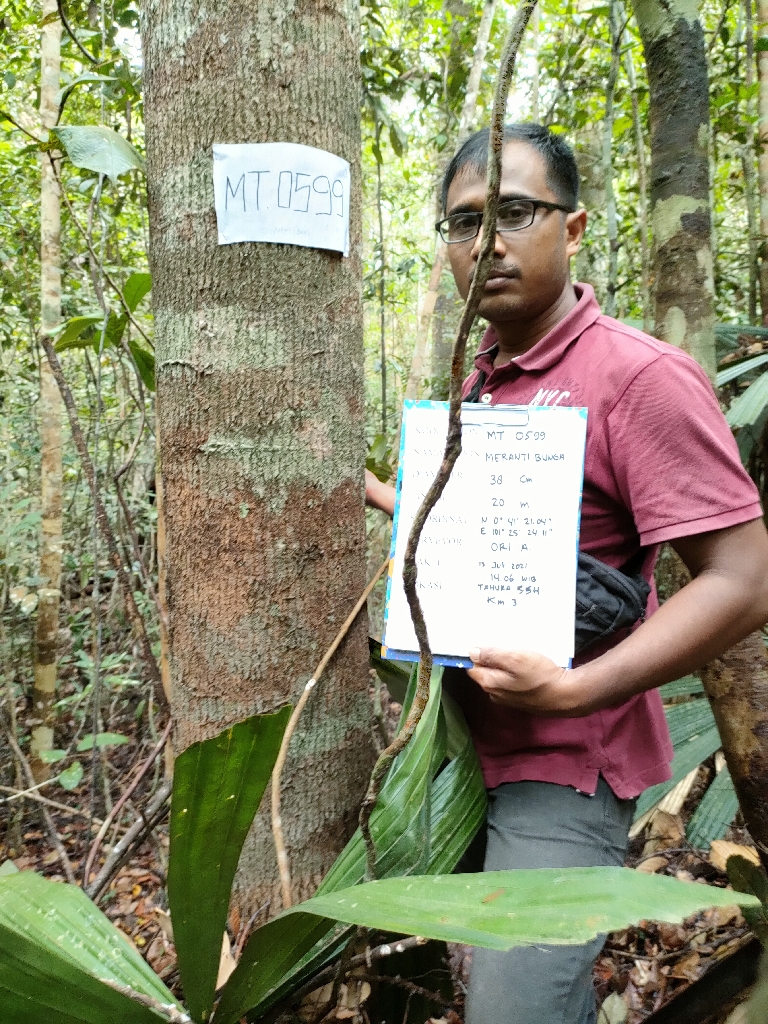 MT.0599
NYC
MT 0599
MERANTI BUNGA
38 Cm
20 m
N 0° 41' 21.04"
E 101° 25' 24.11"
ORI A
13 Juli 2021
14.06 WIB
TAHURA SSH
Km 3